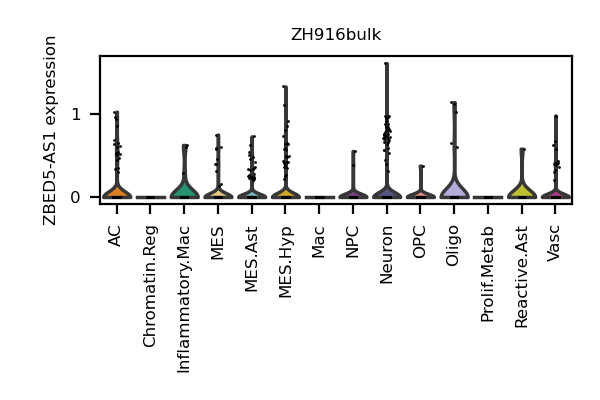 ZH916bulk
ZBED5-AS1 expression
1
0
AC
Chromatin.Reg
Inflammatory.Mac
MES
MES.Ast
MES.Hyp
Mac
NPC
Neuron
OPC
Oligo
Prolif.Metab
Reactive.Ast
Vasc